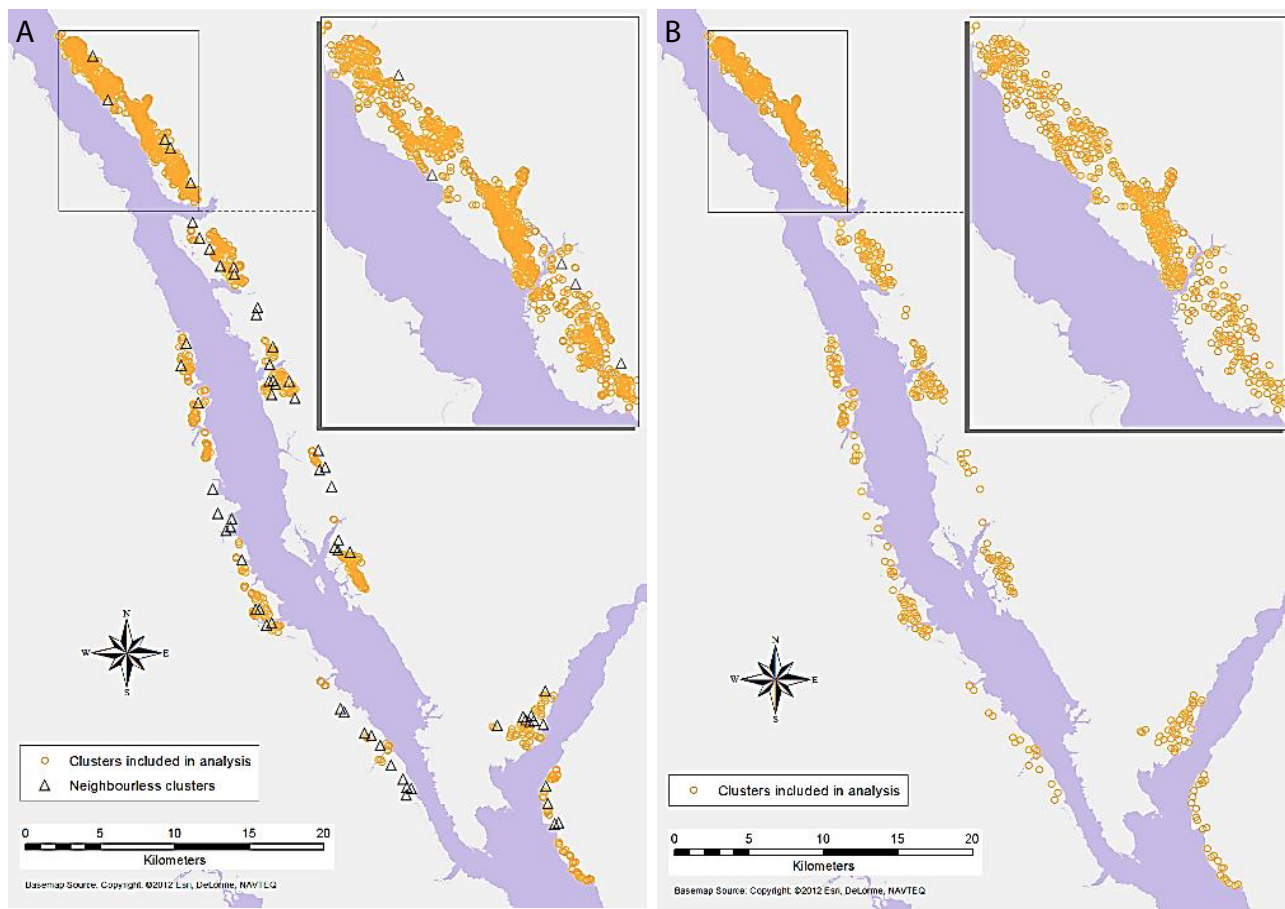 A
N
W E
S
Clusters included in analysis
Neighbourless clusters
0 5 10 15 20
Kilometers
Basemap Source: Copyright: ©2012 Esri, DeLorme, NAVTEQ
B
N
W E
S
Clusters included in analysis
0 5 10 15 20
Kilometers
Basemap Source: Copyright: ©2012 Esri, DeLorme, NAVTEQ